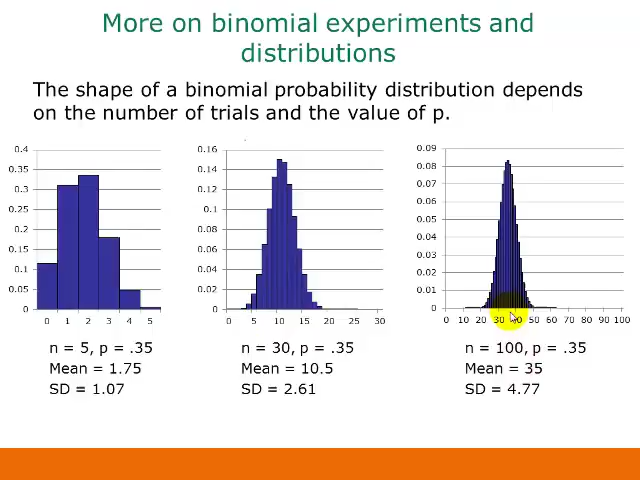 More on binomial experiments and
distributions
The shape of a binomial probability distribution depends
on the number of trials and the value of p.
0.4
0.35
0.3
0.25
0.2
0.15
0.1
0.05
0
0 1 2 3 4 5
n = 5, p = .35
Mean = 1.75
SD = 1.07
0.16
0.14
0.12
0.1
0.08
0.06
0.04
0.02
0
0 5 10 15 20 25 30
n = 30, p = .35
Mean = 10.5
SD = 2.61
0.09
0.08
0.07
0.06
0.05
0.04
0.03
0.02
0.01
0
0 10 20 30 40 50 60 70 80 90 100
n = 100, p = .35
Mean = 35
SD = 4.77